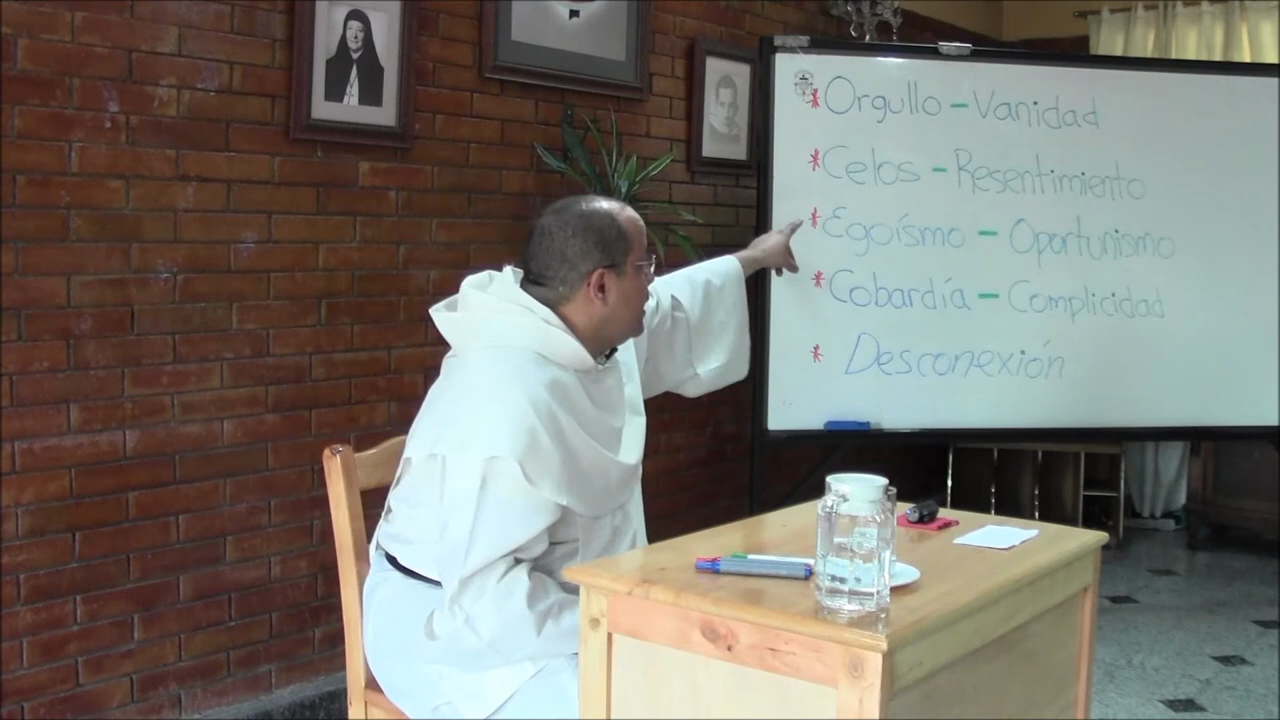 * Orgullo - Vanidad
* Celos - Resentimiento
* Egoísmo - Oportunismo
* Cobardía - Complicidad
* Desconexión